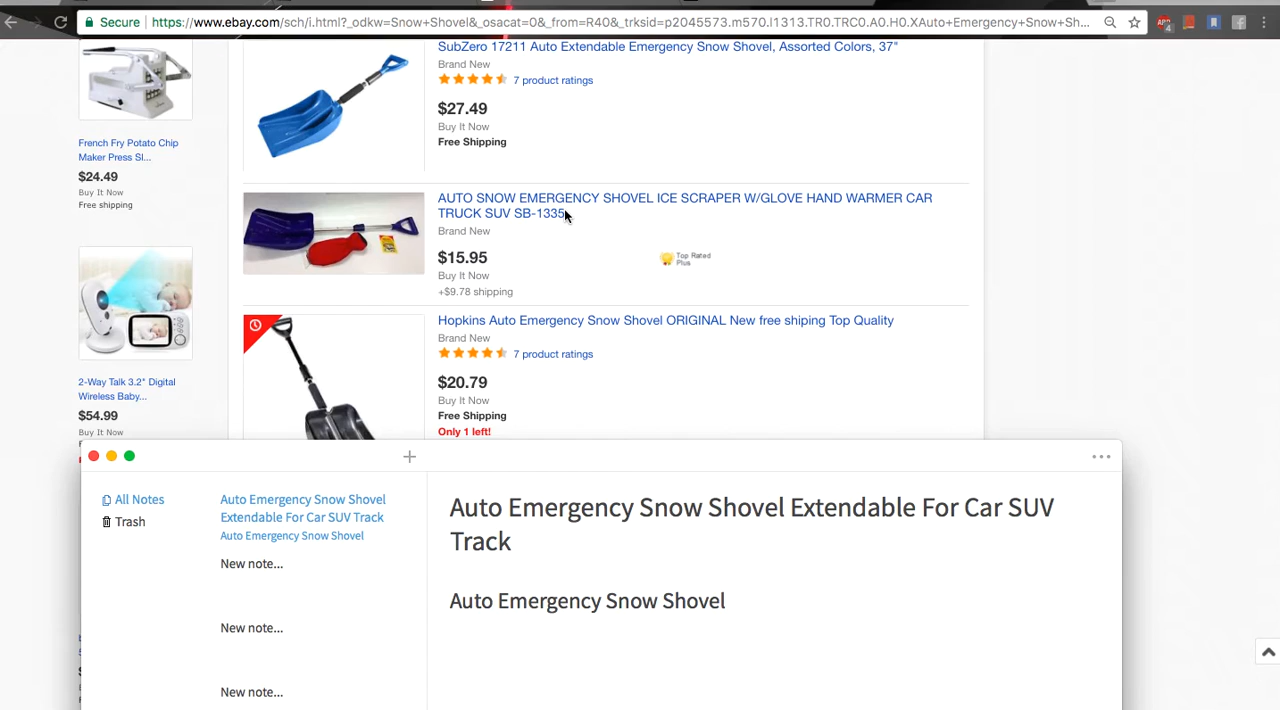 Secure
https://www.ebay.com/sch/i.html?_odkw=Snow+Shovel&_osacat=0&_from=R40&_trksid=p2045573.m570.l1313.TR0.TRC0.A0.H0.XAuto+Emergency+Snow+Sh...
4
SubZero 17211 Auto Extendable Emergency Snow Shovel, Assorted Colors, 37"
Brand New
7 product ratings
$27.49
Buy It Now
Free Shipping
French Fry Potato Chip
Maker Press Sl...
$24.49
Buy It Now
Free shipping
AUTO SNOW EMERGENCY SHOVEL ICE SCRAPER W/GLOVE HAND WARMER CAR
TRUCK SUV SB-1335
Brand New
$15.95
Buy It Now
+$9.78 shipping
Top Rated
Plus
Hopkins Auto Emergency Snow Shovel ORIGINAL New free shiping Top Quality
Brand New
7 product ratings
$20.79
Buy It Now
Free Shipping
Only 1 left!
2-Way Talk 3.2" Digital
Wireless Baby...
$54.99
Buy It Now
All Notes
Trash
Auto Emergency Snow Shovel
Extendable For Car SUV Track
Auto Emergency Snow Shovel
New note...
New note...
New note...
Auto Emergency Snow Shovel Extendable For Car SUV
Track
Auto Emergency Snow Shovel